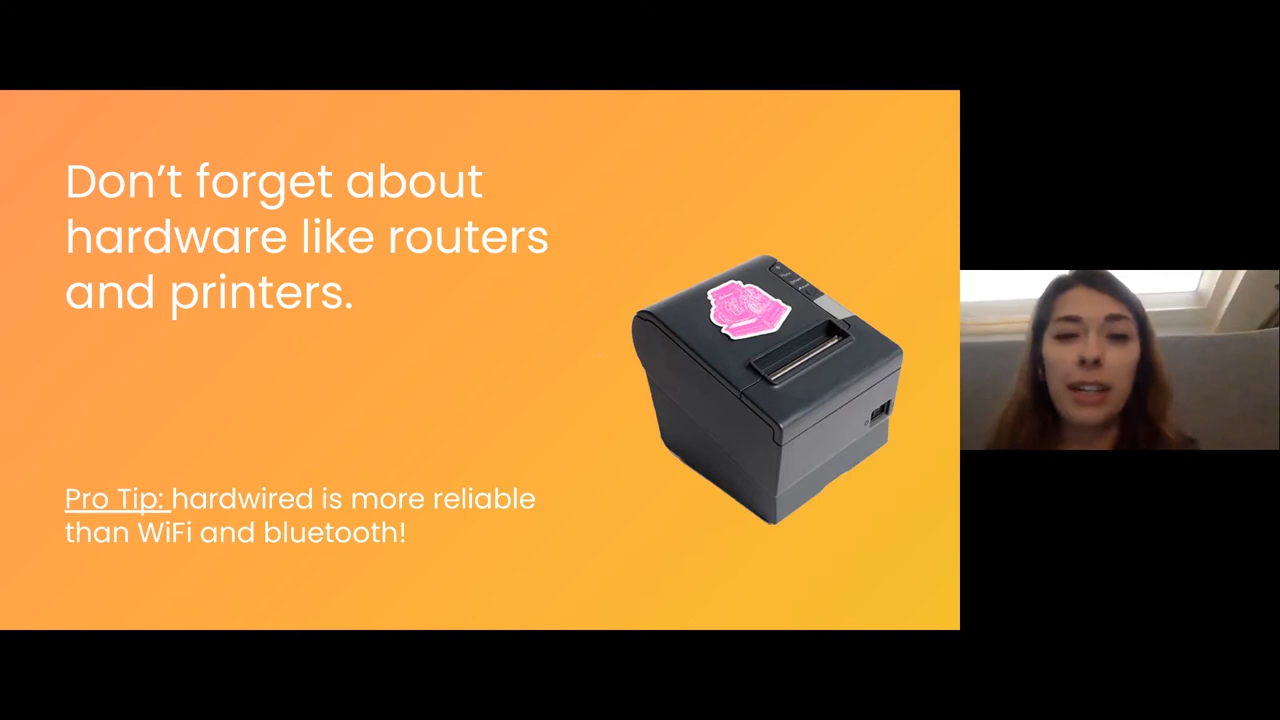 Don’t forget about
hardware like routers
and printers.
Pro Tip: hardwired is more reliable
than WiFi and bluetooth!